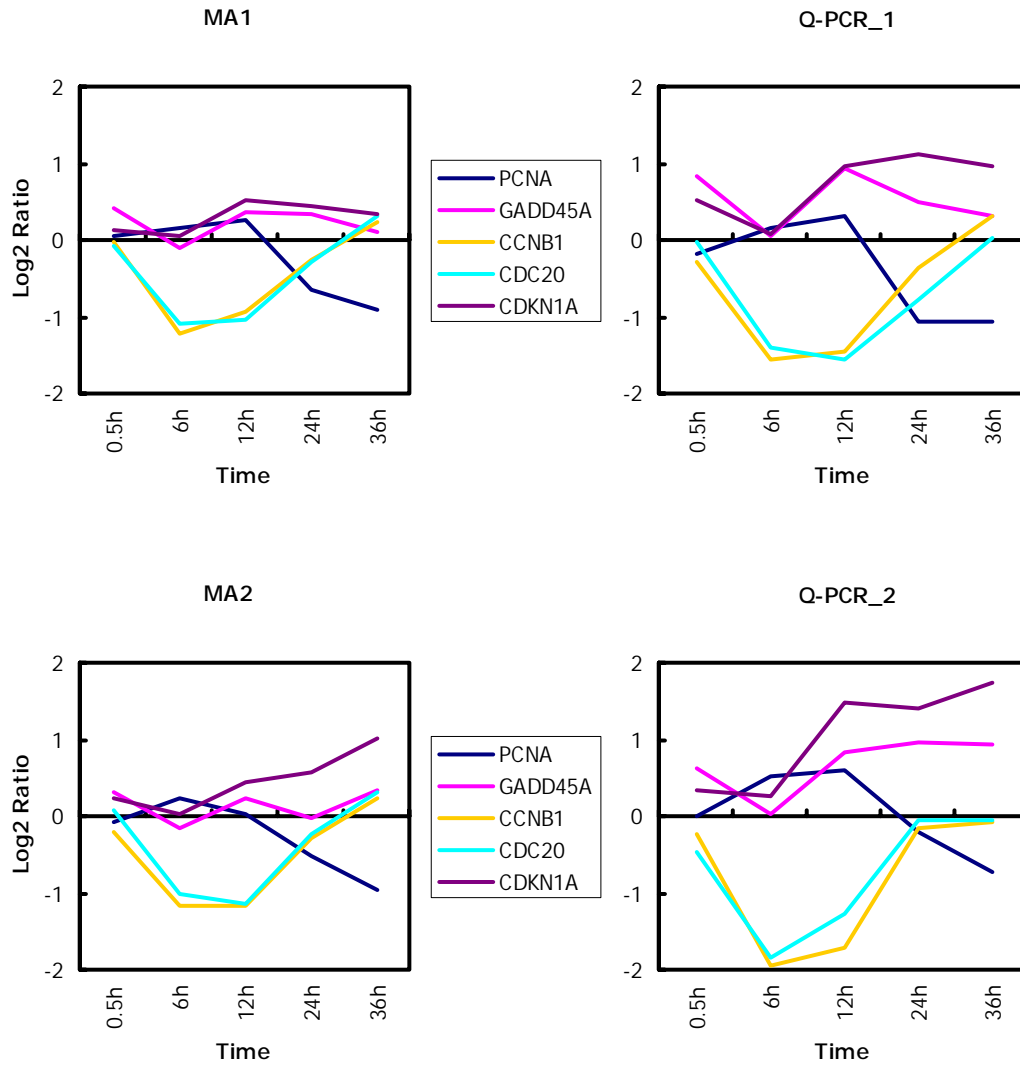 MA1
Q-PCR_1
2
1
0
-1
-2
Log2 Ratio
0.5h
6h
12h
24h
36h
Time
PCNA
GADD45A
CCNB1
CDC20
CDKN1A
2
1
0
-1
-2
0.5h
6h
12h
24h
36h
Time
MA2
Q-PCR_2
2
1
0
-1
-2
Log2 Ratio
0.5h
6h
12h
24h
36h
Time
PCNA
GADD45A
CCNB1
CDC20
CDKN1A
2
1
0
-1
-2
0.5h
6h
12h
24h
36h
Time